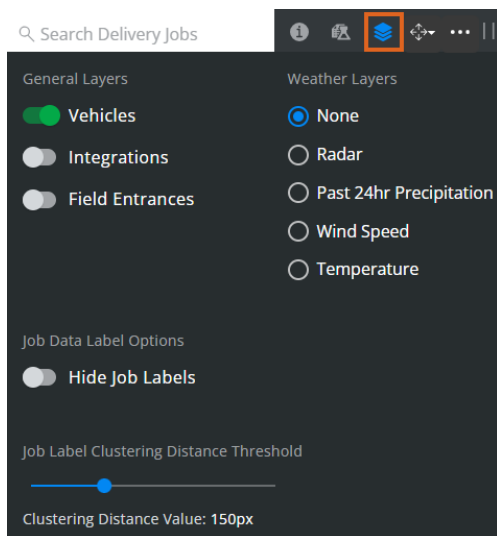 Search Delivery Jobs
General Layers
Weather Layers
Vehicles
None
Integrations
Radar
Field Entrances
Past 24hr Precipitation
Wind Speed
Temperature
Job Data Label Options
Hide Job Labels
Job Label Clustering Distance Threshold
Clustering Distance Value: 150px